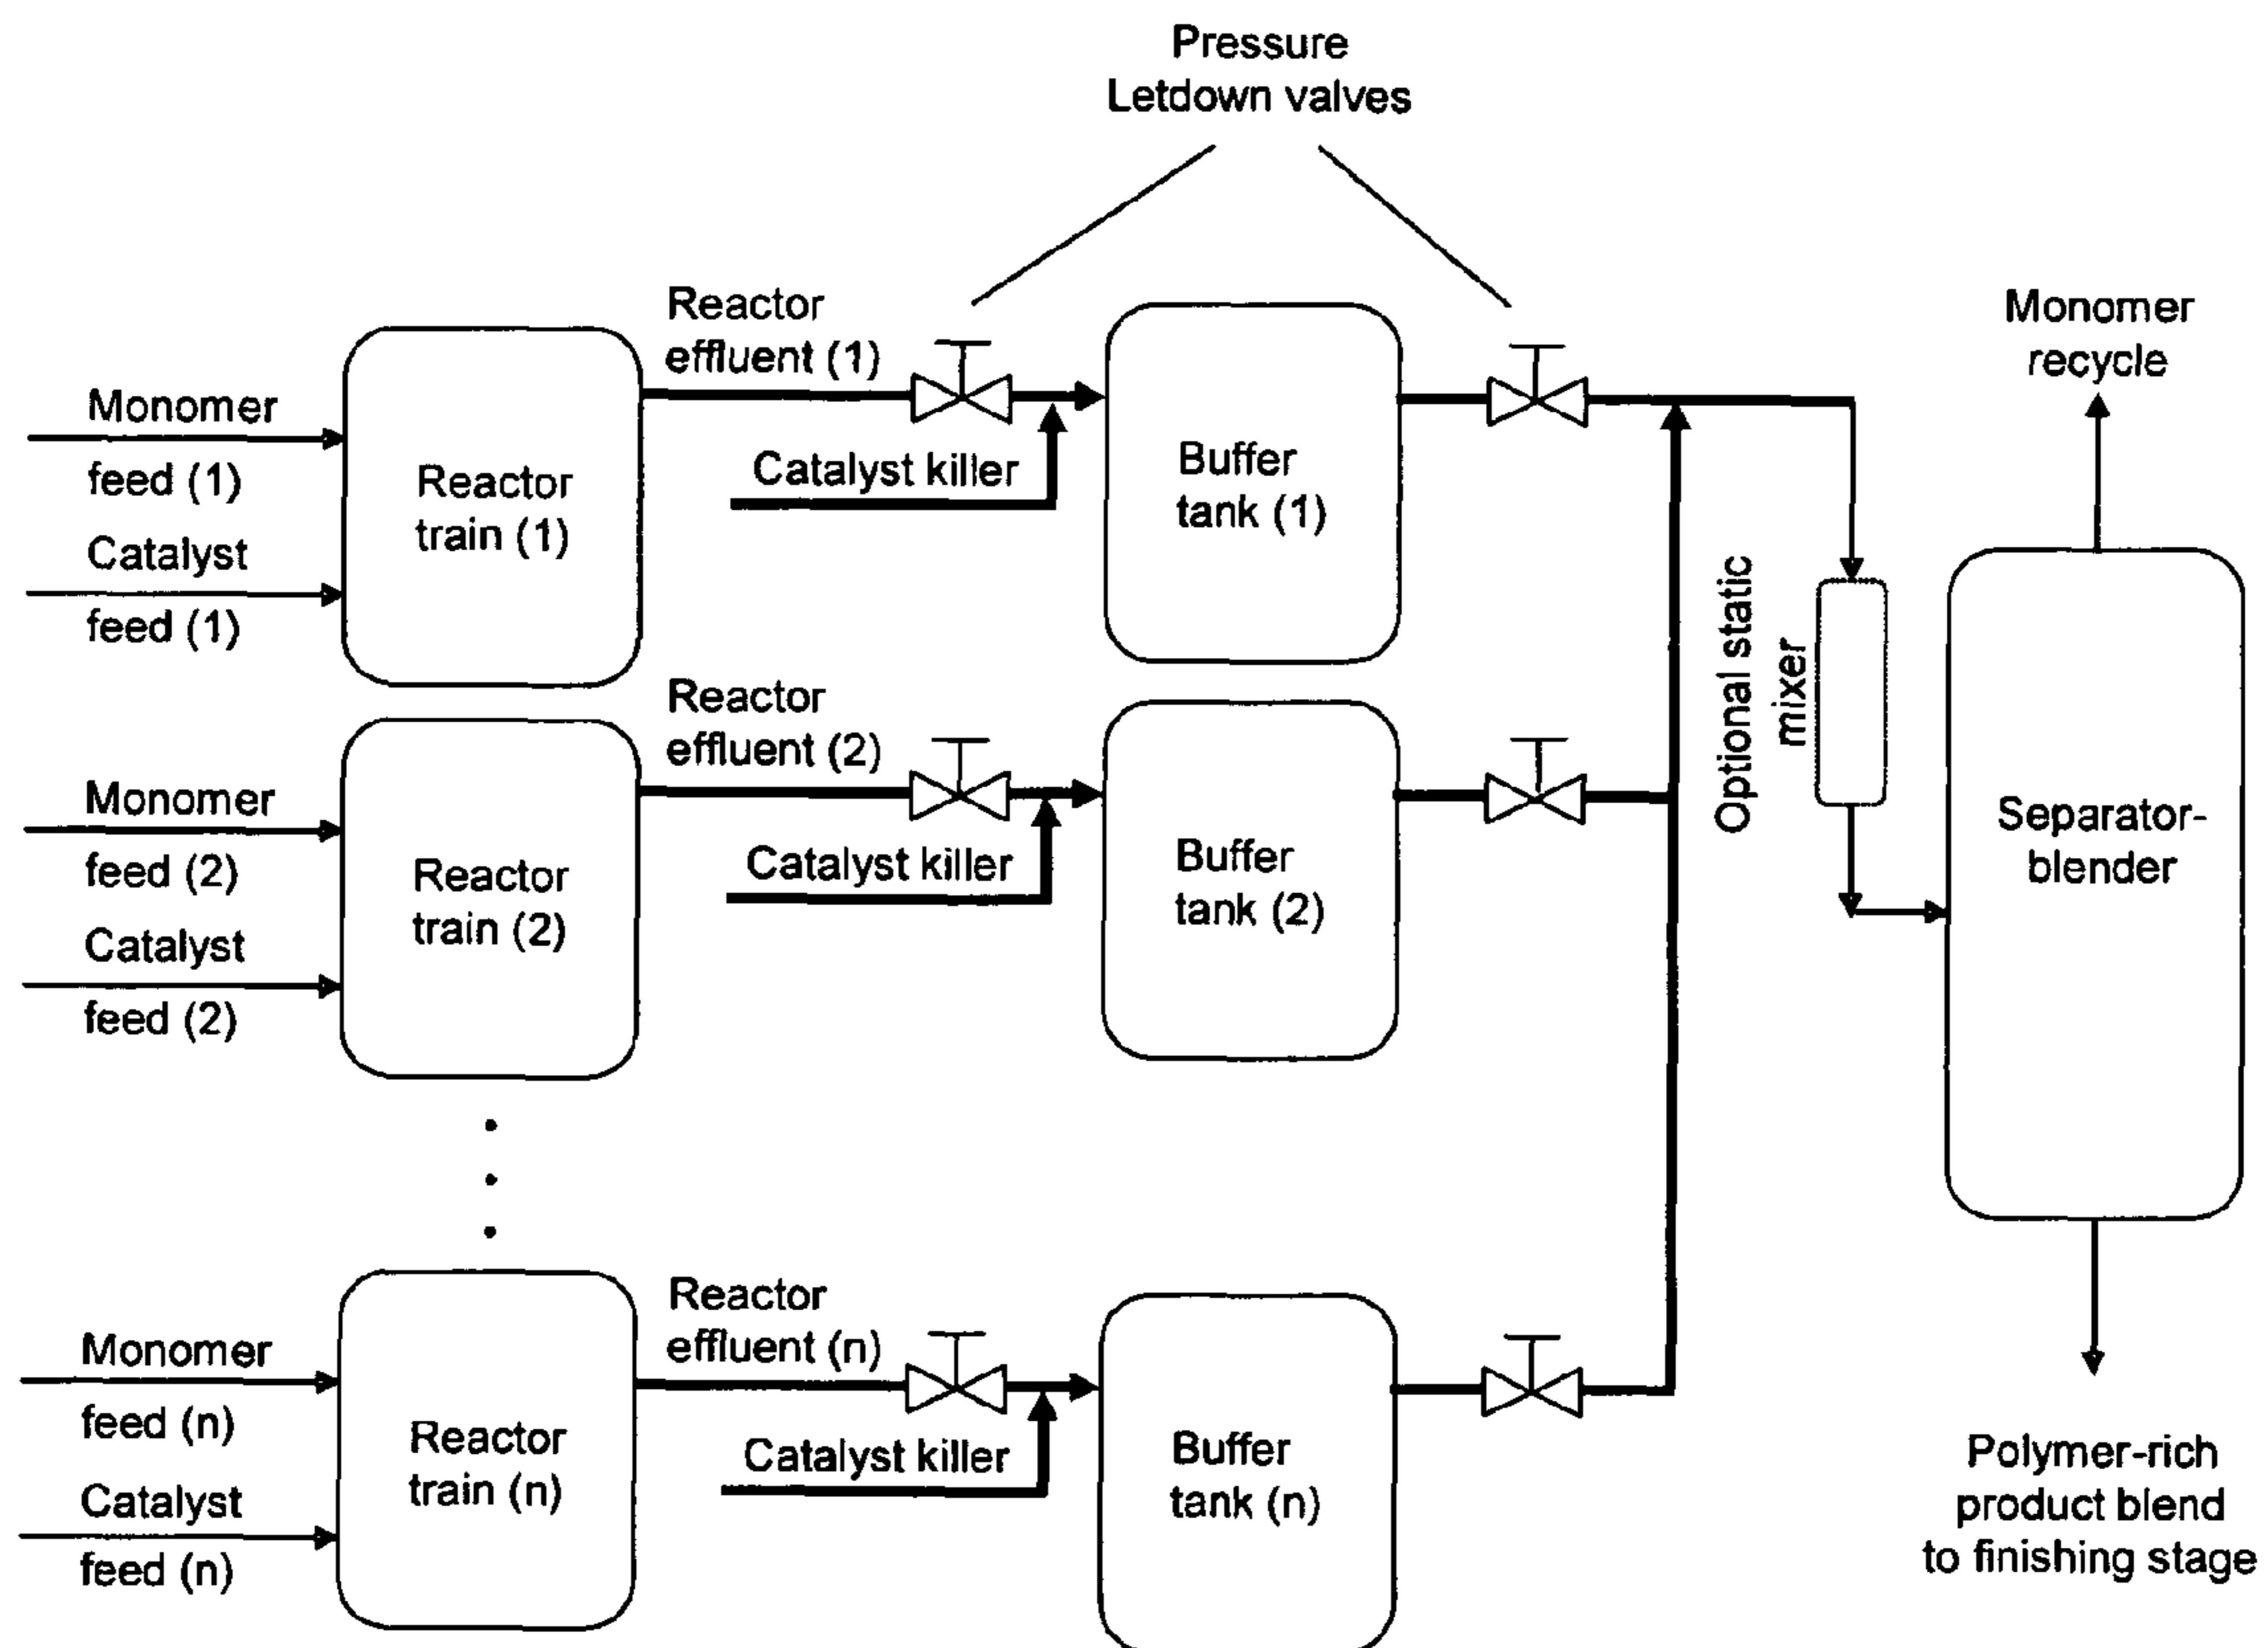 Pressure
Letdown valves
Reactor
effluent (1)
Monomer
feed (1)
Catalyst
feed (1)
Reactor
train (1)
Catalyst killer
Buffer
tank (1)
Monomer
recycle
Reactor
effluent (2)
Monomer
feed (2)
Catalyst
feed (2)
Reactor
train (2)
Catalyst killer
Buffer
tank (2)
Optional static
mixer
Separator-
blender
Reactor
effluent (n)
Monomer
feed (n)
Catalyst
feed (n)
Reactor
train (n)
Catalyst killer
Buffer
tank (n)
Polymer-rich
product blend
to finishing stage